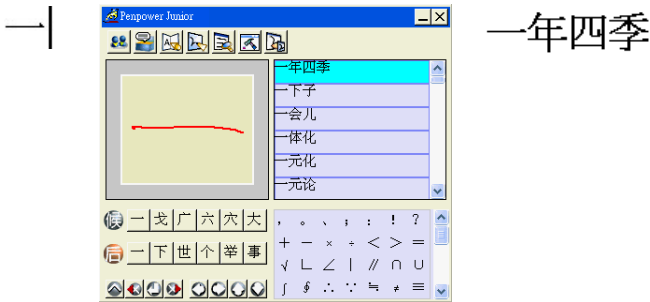 一
Penpower Junior
一年四季
一年四季
一下子
一会儿
一体化
一元化
一元论
候 一 戈 广 六 穴 大
后 一 下 世 个 举 事
, 。 、 ; : ! ?
+ − × ÷ < > =
√ ∟ ∠ | // ∩ ∪
∫ ∮ ∴ ∵ ≒ ≠ ≡